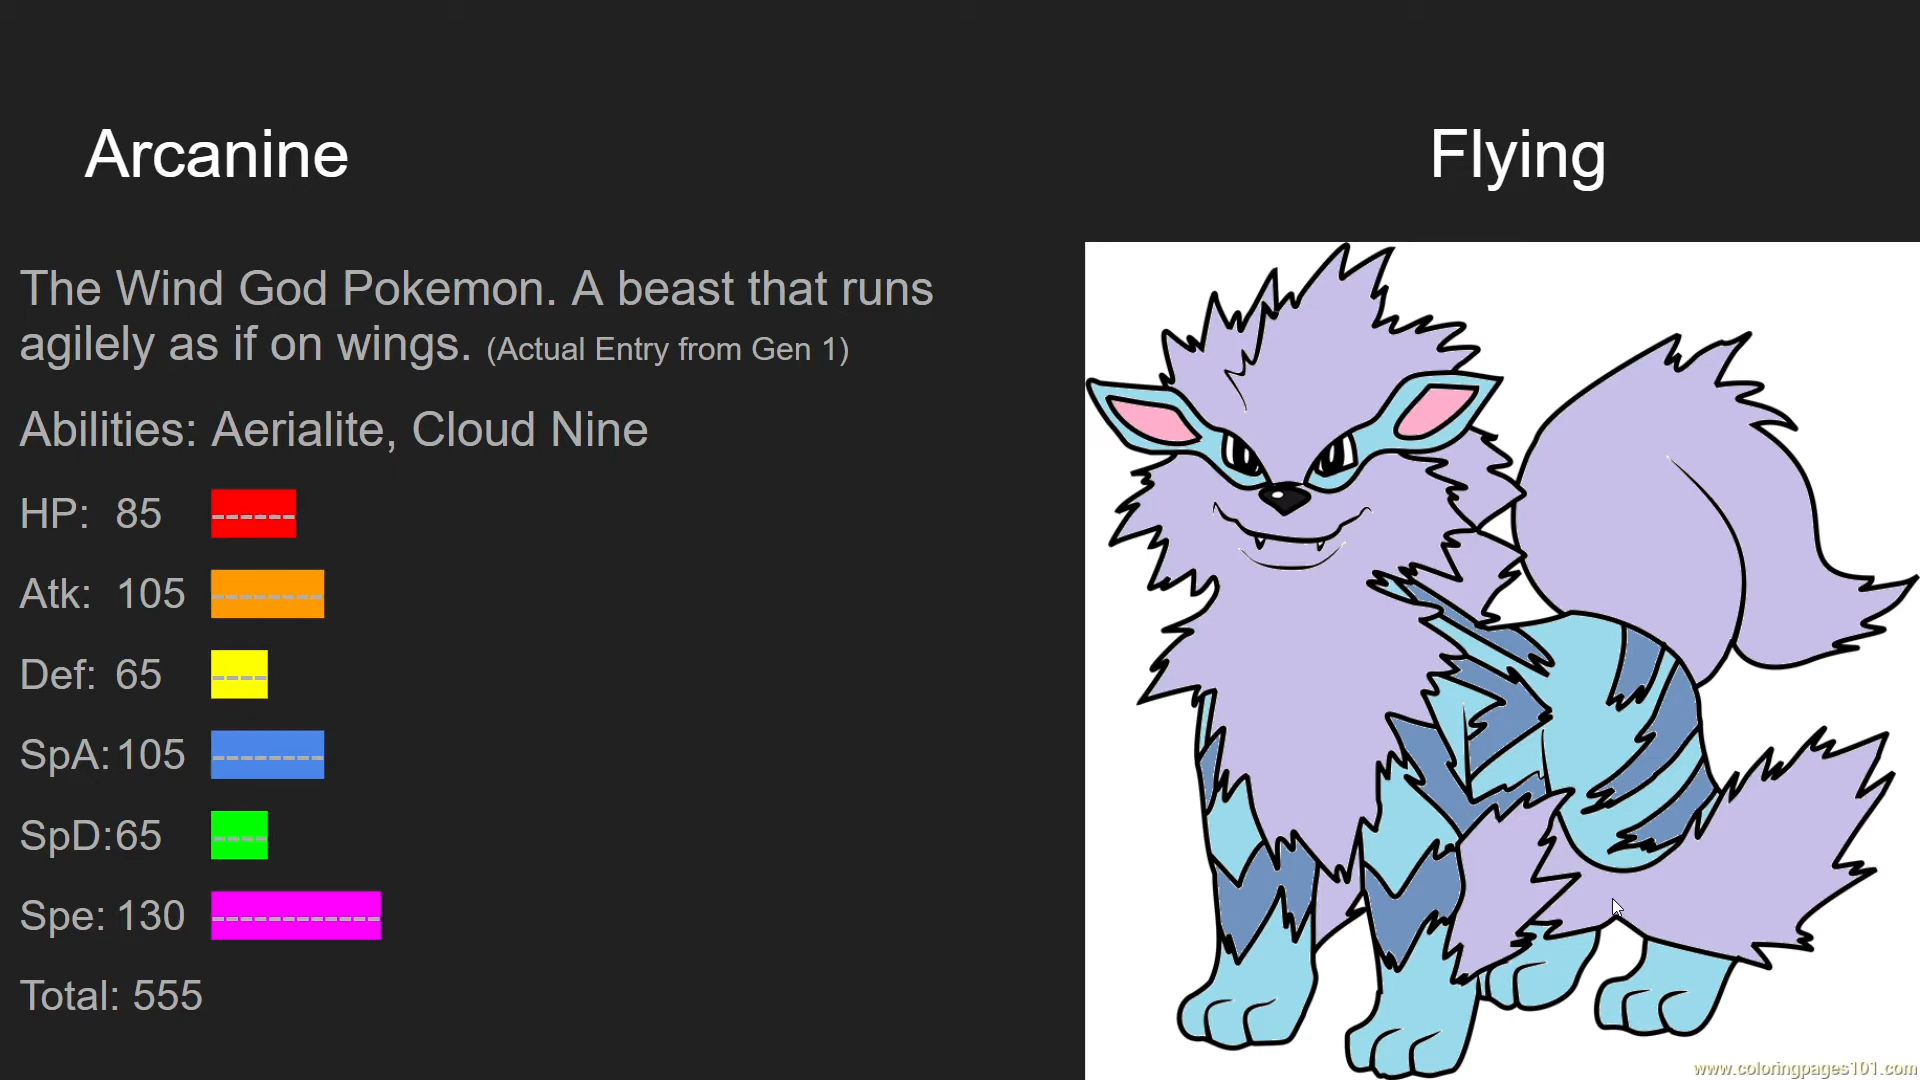 Arcanine
Flying
The Wind God Pokemon. A beast that runs
agilely as if on wings. (Actual Entry from Gen 1)
Abilities: Aerialite, Cloud Nine
HP: 85 ------
Atk: 105 --------
Def: 65 ----
SpA: 105 --------
SpD: 65 ----
Spe: 130 ------------
Total: 555
www.coloringpages101.com